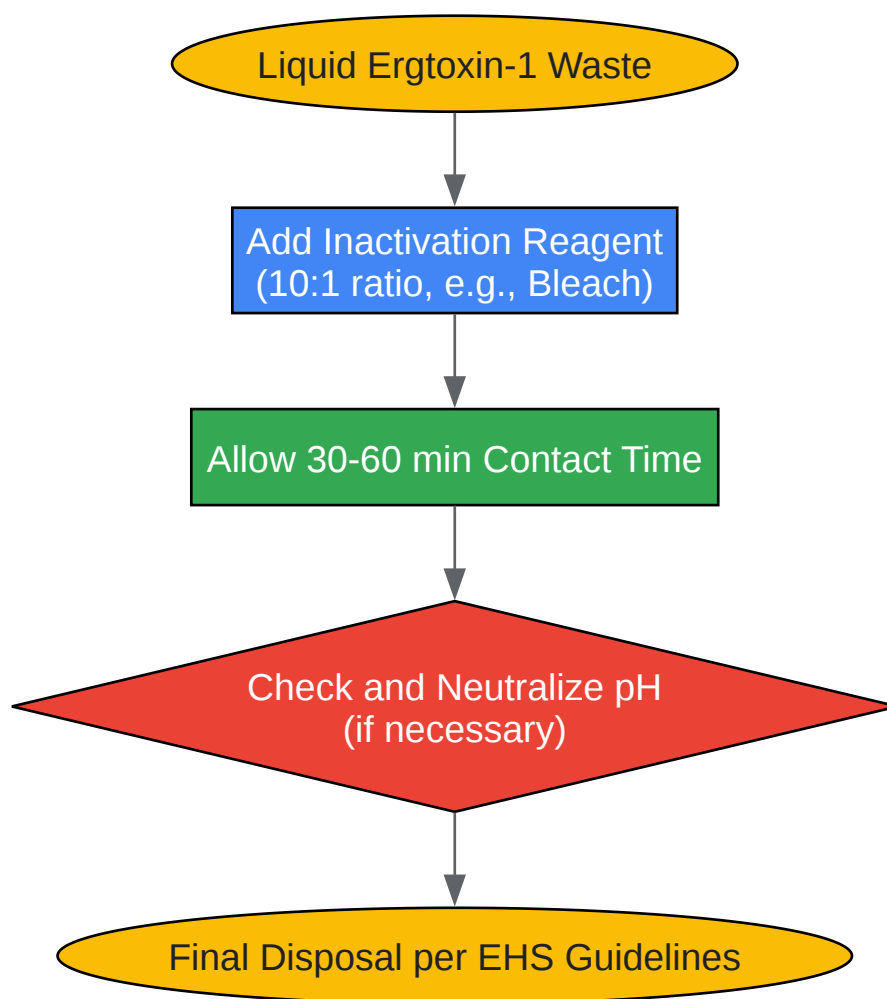 Liquid Ergtoxin-1 Waste
Add Inactivation Reagent
(10:1 ratio, e.g., Bleach)
Allow 30-60 min Contact Time
Check and Neutralize pH
(if necessary)
Final Disposal per EHS Guidelines